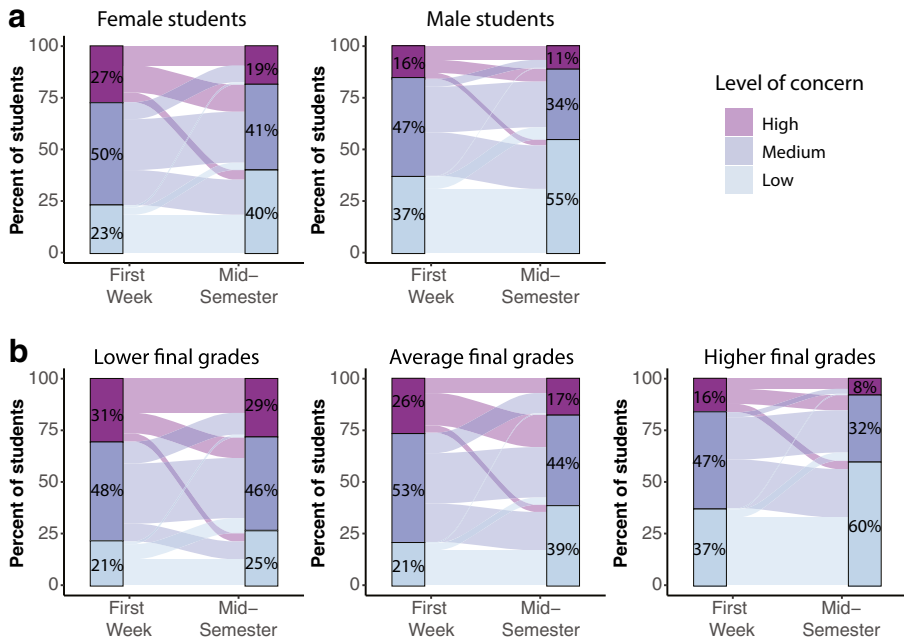 a
Female students
Male students
Percent of students
100
75
50
25
0
27%
50%
23%
19%
41%
40%
First
Week
Mid–
Semester
Percent of students
100
75
50
25
0
16%
47%
37%
11%
34%
55%
First
Week
Mid–
Semester
Level of concern
High
Medium
Low
b
Lower final grades
Average final grades
Higher final grades
Percent of students
100
75
50
25
0
31%
48%
21%
29%
46%
25%
First
Week
Mid–
Semester
Percent of students
100
75
50
25
0
26%
53%
21%
17%
44%
39%
First
Week
Mid–
Semester
Percent of students
100
75
50
25
0
16%
47%
37%
8%
32%
60%
First
Week
Mid–
Semester